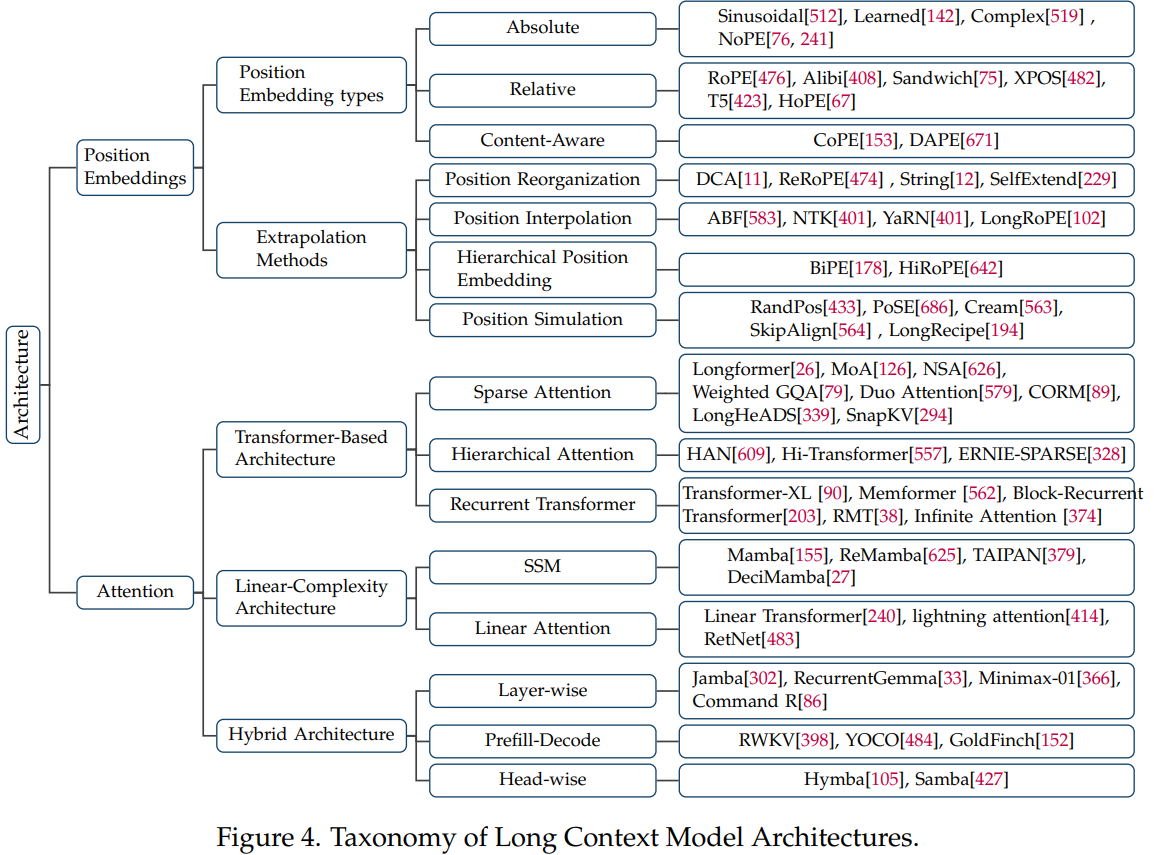 Architecture
Position
Embeddings
Position
Embedding types
Absolute
Sinusoidal[512], Learned[142], Complex[519] ,
NoPE[76, 241]
Relative
RoPE[476], Alibi[408], Sandwich[75], XPOS[482],
T5[423], HoPE[67]
Content-Aware
CoPE[153], DAPE[671]
Extrapolation
Methods
Position Reorganization
DCA[11], ReRoPE[474] , String[12], SelfExtend[229]
Position Interpolation
ABF[583], NTK[401], YaRN[401], LongRoPE[102]
Hierarchical Position
Embedding
BiPE[178], HiRoPE[642]
Position Simulation
RandPos[433], PoSE[686], Cream[563],
SkipAlign[564] , LongRecipe[194]
Attention
Transformer-Based
Architecture
Sparse Attention
Longformer[26], MoA[126], NSA[626],
Weighted GQA[79], Duo Attention[579], CORM[89],
LongHeADS[339], SnapKV[294]
Hierarchical Attention
HAN[609], Hi-Transformer[557], ERNIE-SPARSE[328]
Recurrent Transformer
Transformer-XL [90], Memformer [562], Block-Recurrent
Transformer[203], RMT[38], Infinite Attention [374]
Linear-Complexity
Architecture
SSM
Mamba[155], ReMamba[625], TAIPAN[379],
DeciMamba[27]
Linear Attention
Linear Transformer[240], lightning attention[414],
RetNet[483]
Hybrid Architecture
Layer-wise
Jamba[302], RecurrentGemma[33], Minimax-01[366],
Command R[86]
Prefill-Decode
RWKV[398], YOCO[484], GoldFinch[152]
Head-wise
Hymba[105], Samba[427]
Figure 4. Taxonomy of Long Context Model Architectures.